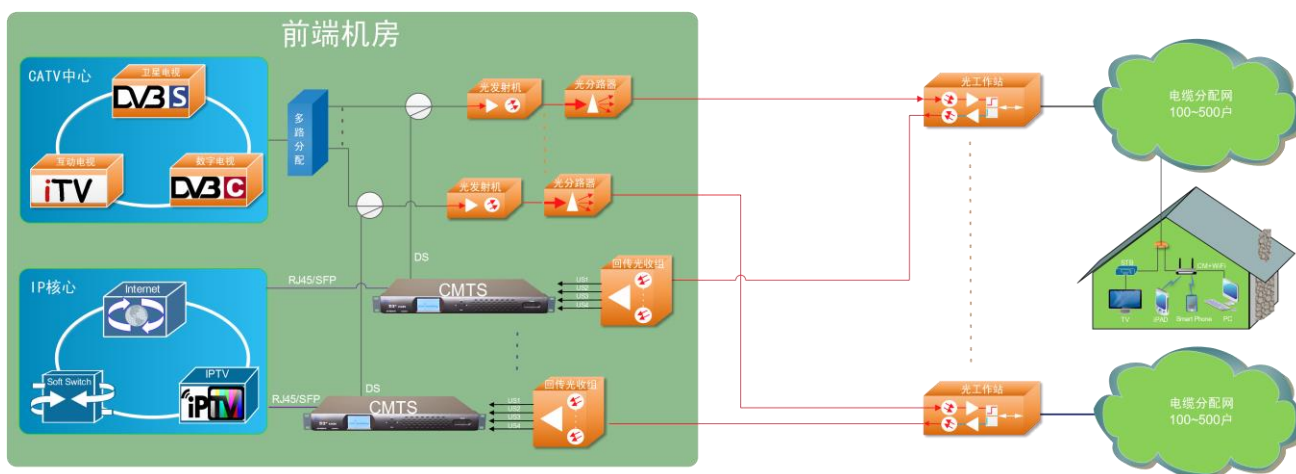 前端机房
CATV中心
卫星电视
DVB S
互动电视
iTV
数字电视
DVB C
多路分配
光发射机
光分路器
光发射机
光分路器
DS
DS
IP核心
Internet
Soft Switch
IPTV
iPTV
RJ45/SFP
RJ45/SFP
CMTS
CMTS
US1
US2
US3
US4
回传光收组
US1
US2
US3
US4
回传光收组
光工作站
光工作站
电缆分配网
100~500户
STB
CM+WiFi
TV
iPAD
Smart Phone
PC
电缆分配网
100~500户